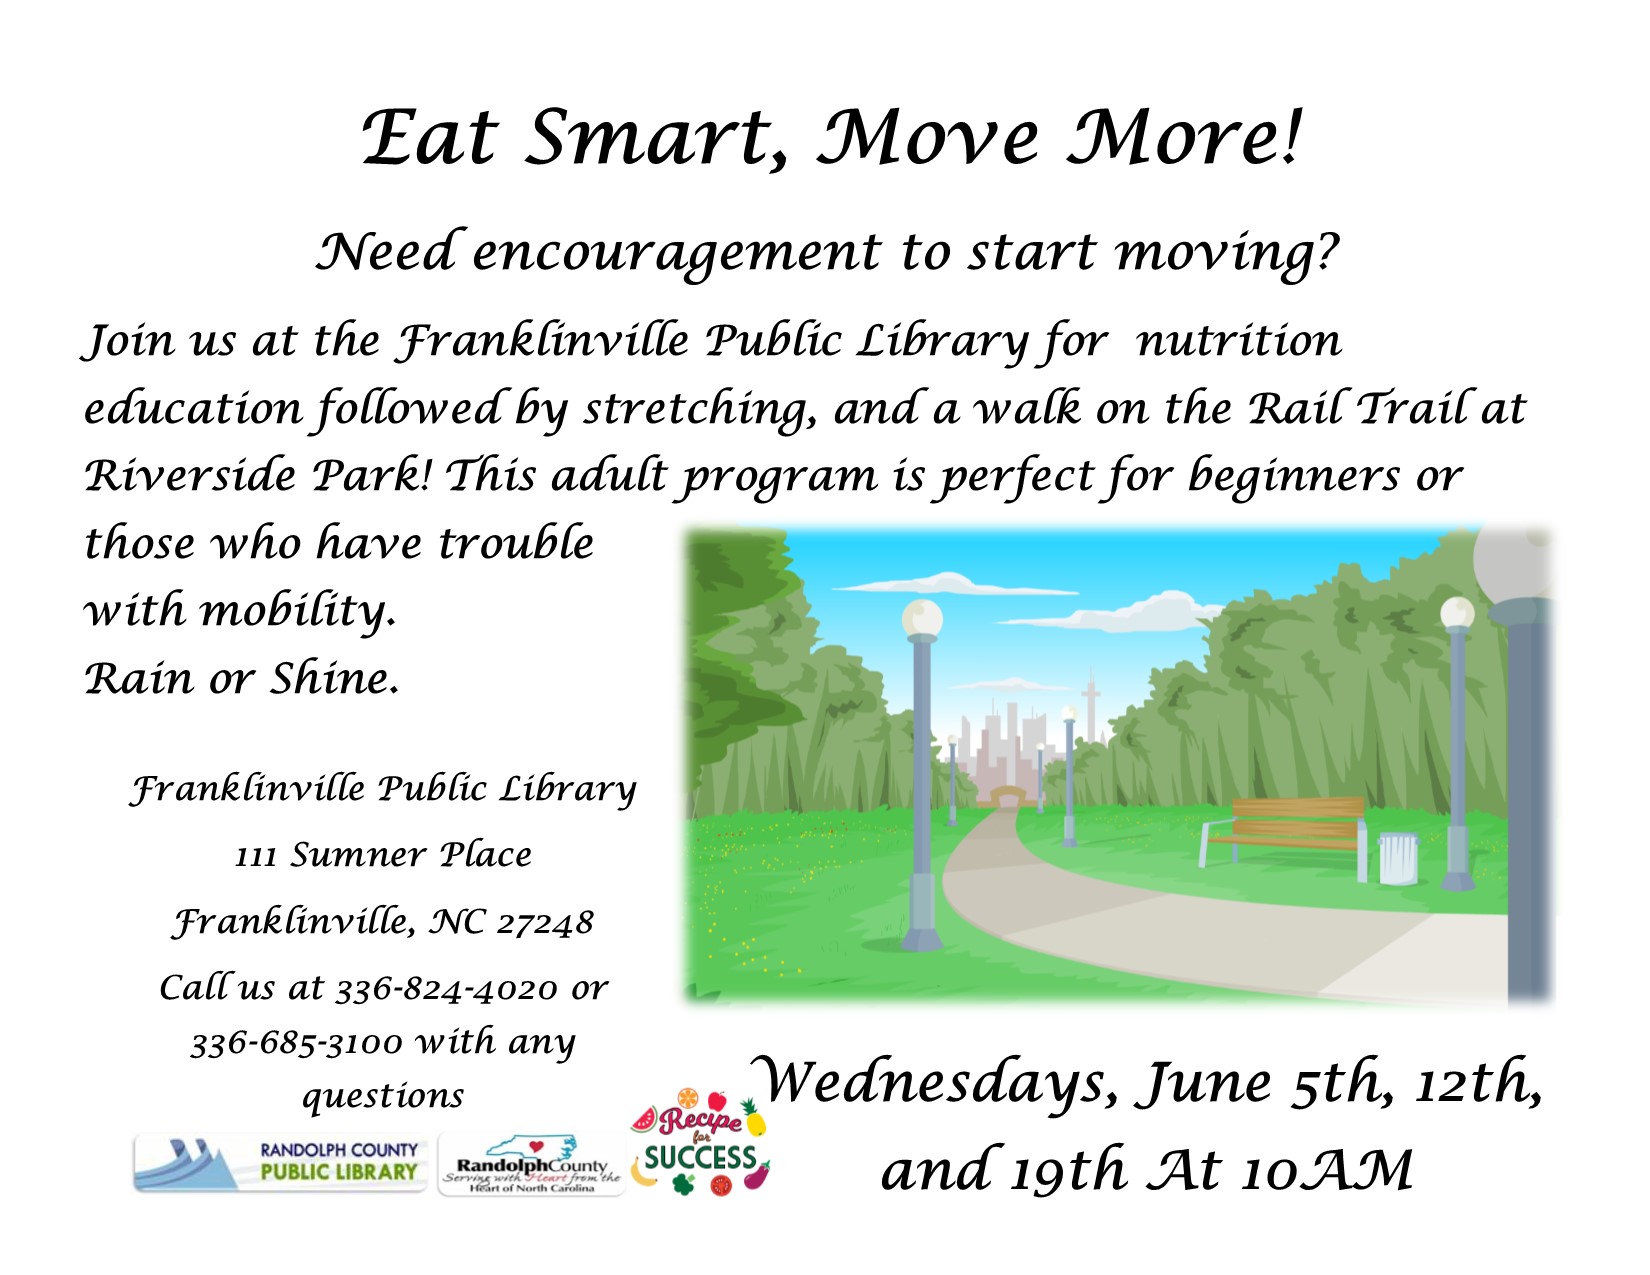 Eat Smart, Move More!
Need encouragement to start moving?
Join us at the Franklinville Public Library for nutrition
education followed by stretching, and a walk on the Rail Trail at
Riverside Park! This adult program is perfect for beginners or
those who have trouble
with mobility.
Rain or Shine.
Franklinville Public Library
111 Sumner Place
Franklinville, NC 27248
Call us at 336-824-4020 or
336-685-3100 with any
questions
RANDOLPH COUNTY
PUBLIC LIBRARY
RandolphCounty
Serving with Heart from the
Heart of North Carolina
Recipe
for
SUCCESS
Wednesdays, June 5th, 12th,
and 19th At 10AM